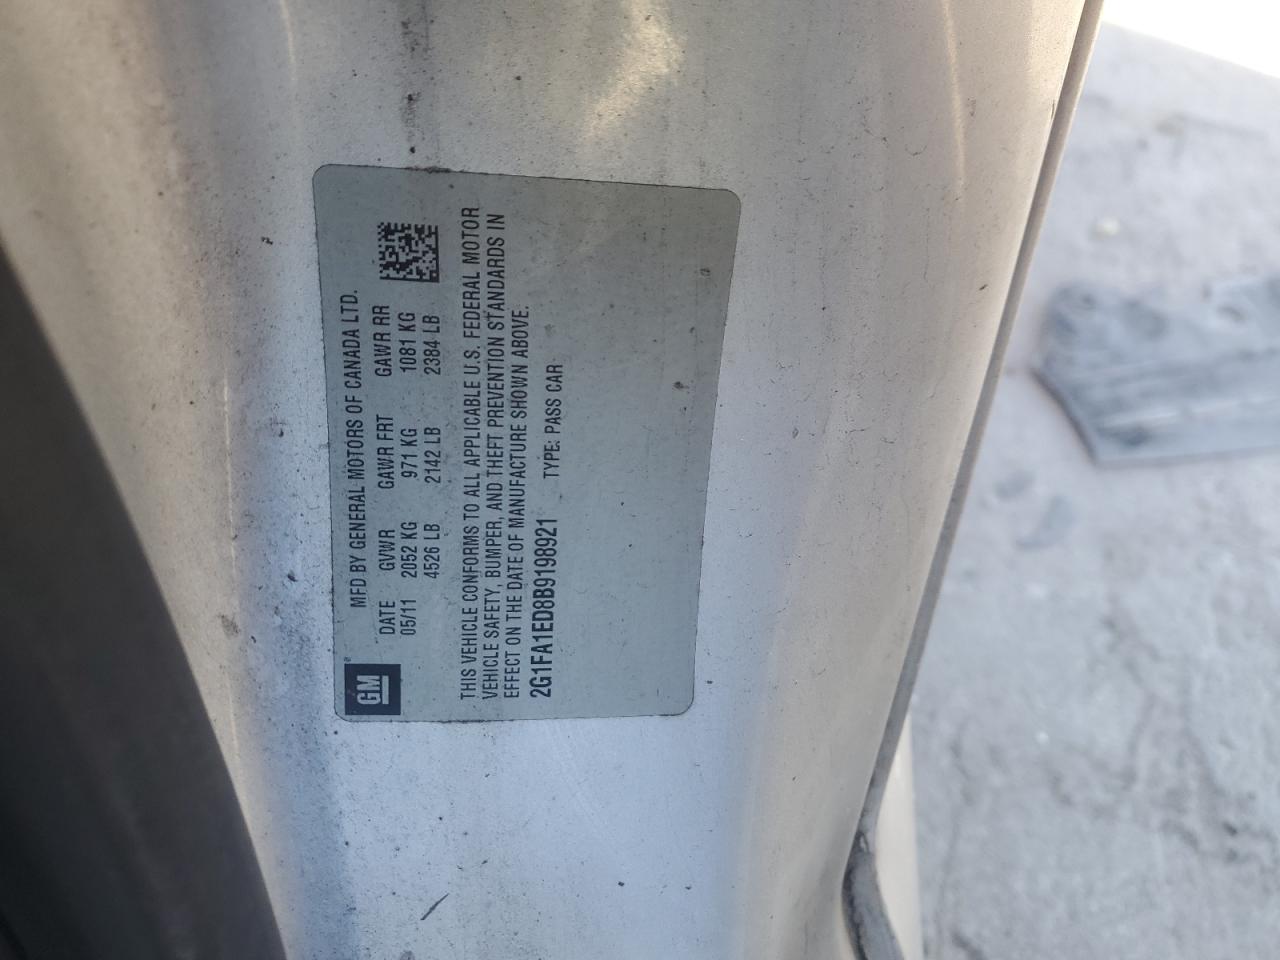 GM
MFD BY GENERAL MOTORS OF CANADA LTD.
DATE GVWR GAWR FRT GAWR RR
05/11 2052 KG 971 KG 1081 KG
4526 LB 2142 LB 2384 LB
THIS VEHICLE CONFORMS TO ALL APPLICABLE U.S. FEDERAL MOTOR
VEHICLE SAFETY, BUMPER, AND THEFT PREVENTION STANDARDS IN
EFFECT ON THE DATE OF MANUFACTURE SHOWN ABOVE.
2G1FA1ED8B9198921 TYPE: PASS CAR